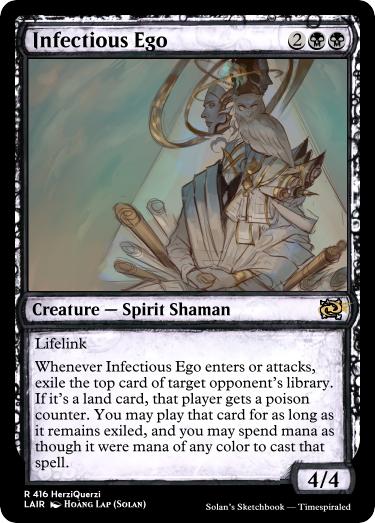 Infectious Ego 2
Creature — Spirit Shaman
Lifelink
Whenever Infectious Ego enters or attacks,
exile the top card of target opponent's library.
If it's a land card, that player gets a poison
counter. You may play that card for as long as
it remains exiled, and you may spend mana as
though it were mana of any color to cast that
spell.
4/4
R 416 HerziQuerzi
LAIR Hoàng Lap (Solan) Solan's Sketchbook — Timespiraled